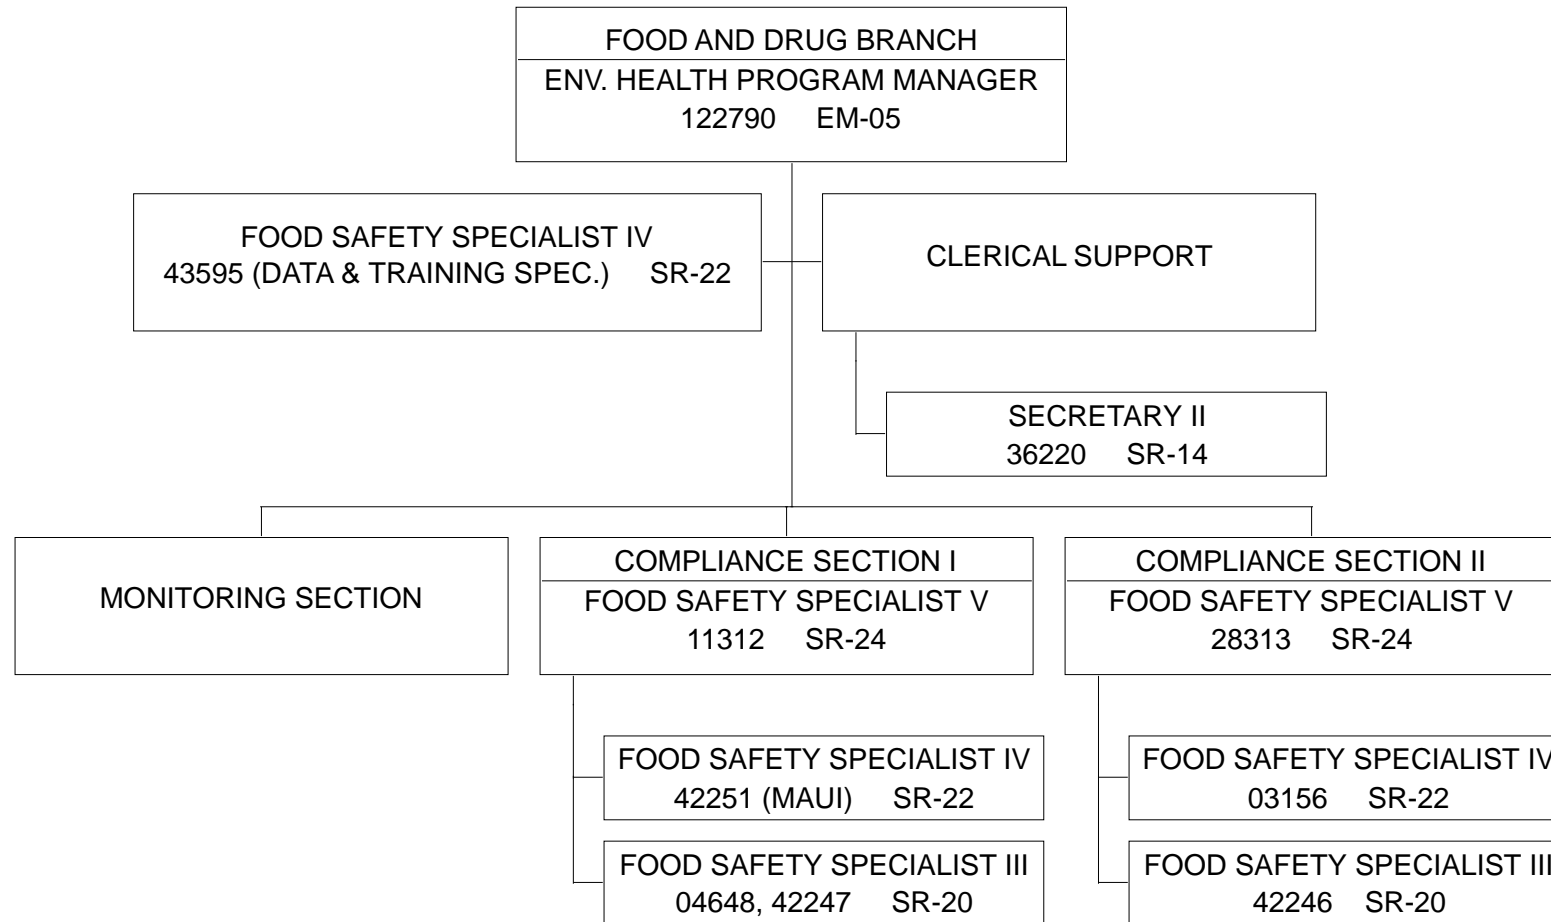 FOOD AND DRUG BRANCH
ENV. HEALTH PROGRAM MANAGER
122790 EM-05
FOOD SAFETY SPECIALIST IV
43595 (DATA & TRAINING SPEC.) SR-22
CLERICAL SUPPORT
SECRETARY II
36220 SR-14
MONITORING SECTION
COMPLIANCE SECTION I
FOOD SAFETY SPECIALIST V
11312 SR-24
FOOD SAFETY SPECIALIST IV
42251 (MAUI) SR-22
FOOD SAFETY SPECIALIST III
04648, 42247 SR-20
COMPLIANCE SECTION II
FOOD SAFETY SPECIALIST V
28313 SR-24
FOOD SAFETY SPECIALIST IV
03156 SR-22
FOOD SAFETY SPECIALIST III
42246 SR-20